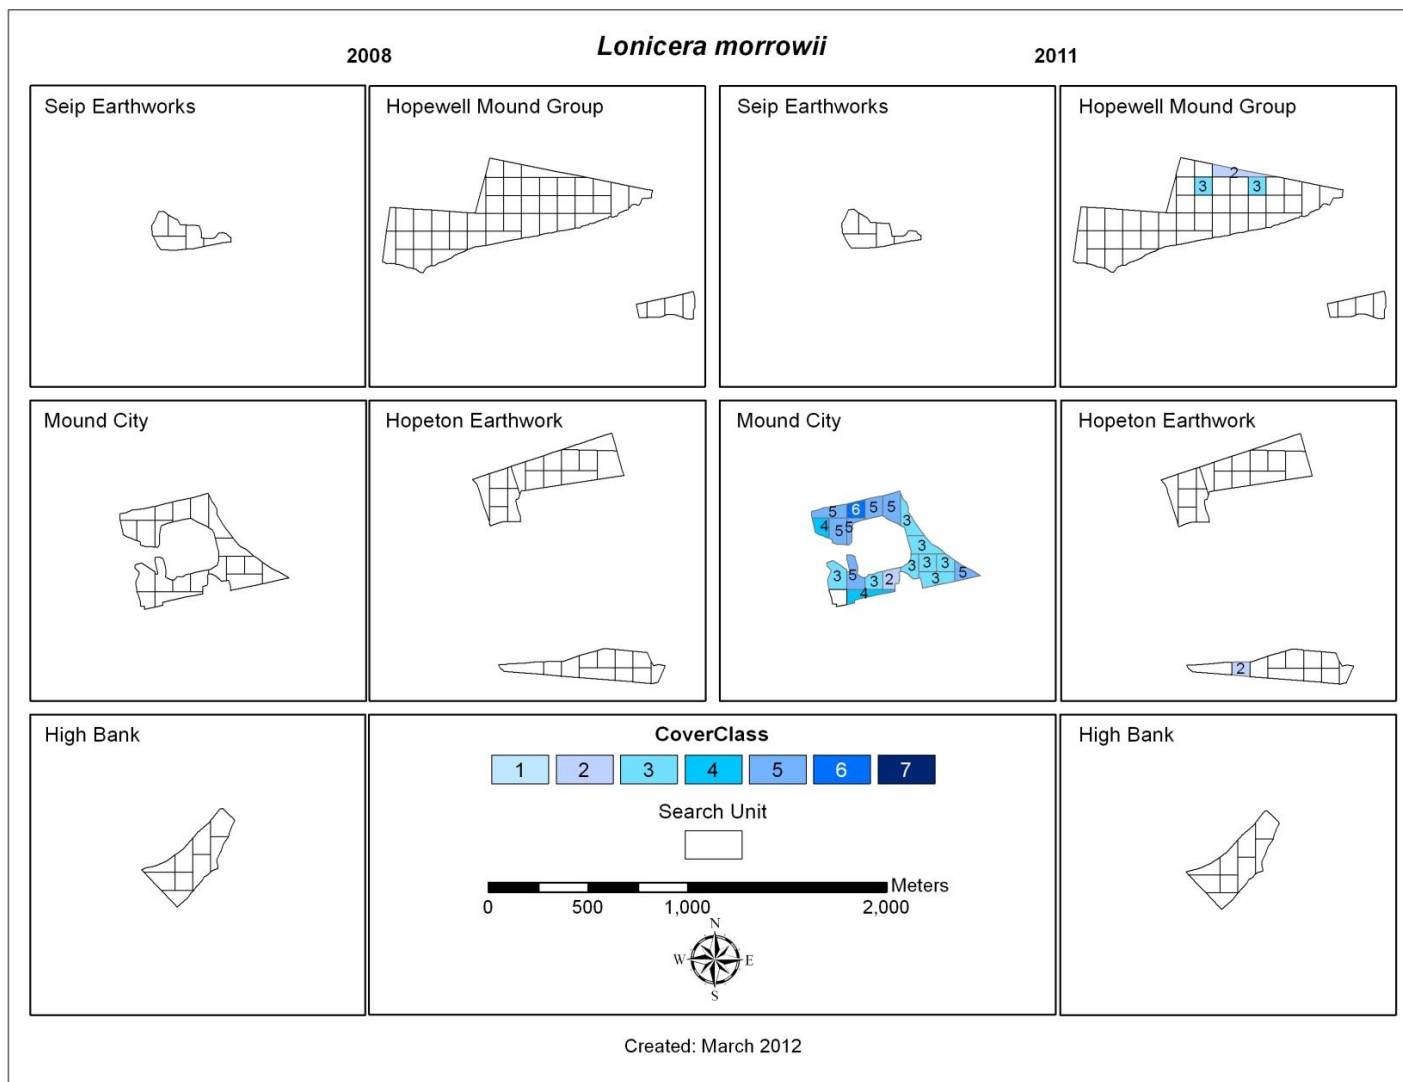 Lonicera morrowii
2008
2011
Seip Earthworks
Hopewell Mound Group
Seip Earthworks
Hopewell Mound Group
2
3
3
Mound City
Hopeton Earthwork
Mound City
5 6 5 5
4 5 5
3
3
3 3 3 3
3 5 3 2 3 5
4
Hopeton Earthwork
2
High Bank
CoverClass
1 2 3 4 5 6 7
Search Unit
Meters
0 500 1,000 2,000
N
W E
S
High Bank
Created: March 2012